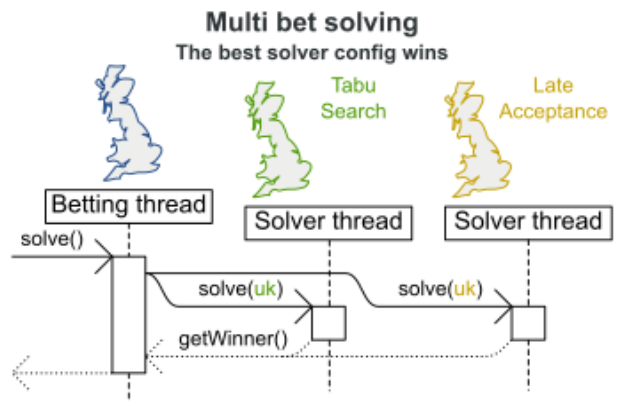 Multi bet solving
The best solver config wins
Tabu
Search
Late
Acceptance
Betting thread
Solver thread
Solver thread
solve()
solve(uk)
solve(uk)
getWinner()